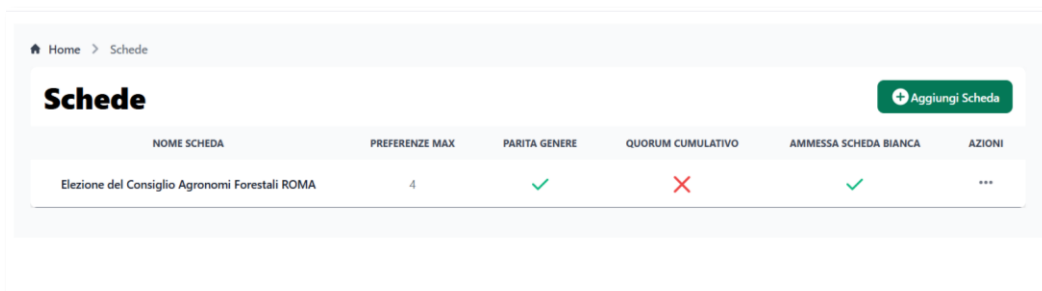 Home > Schede
Schede
Aggiungi Scheda
NOME SCHEDA PREFERENZE MAX PARITA GENERE QUORUM CUMULATIVO AMMESSA SCHEDA BIANCA AZIONI
Elezione del Consiglio Agronomi Forestali ROMA 4 ...